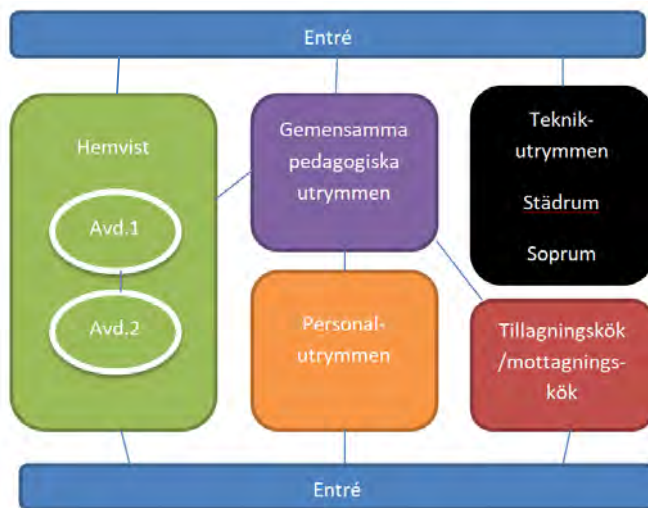 Entré
Hemvist
Avd.1
Avd.2
Gemensamma
pedagogiska
utrymmen
Teknik-
utrymmen
Städrum
Soprum
Personal-
utrymmen
Tillagningskök
/mottagnings-
kök
Entré